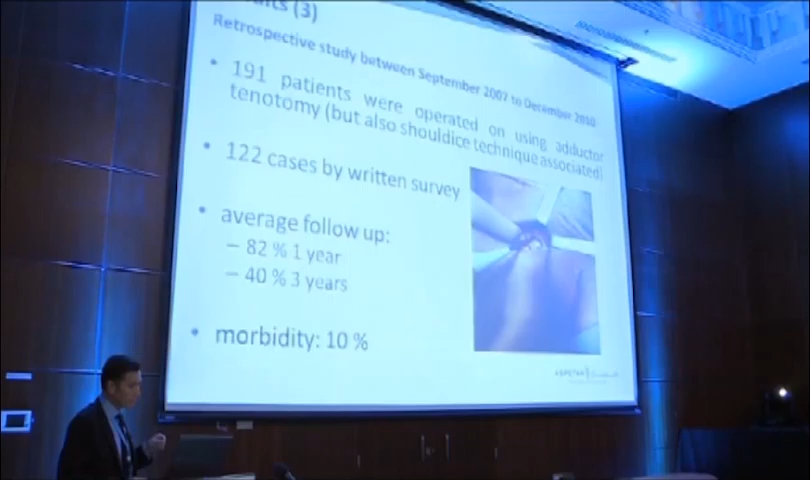 (3)
Retrospective study between September 2007 to December 2010
• 191 patients were operated on using adductor
tenotomy (but also shouldice technique associated)
• 122 cases by written survey
• average follow up:
– 82 % 1 year
– 40 % 3 years
• morbidity: 10 %